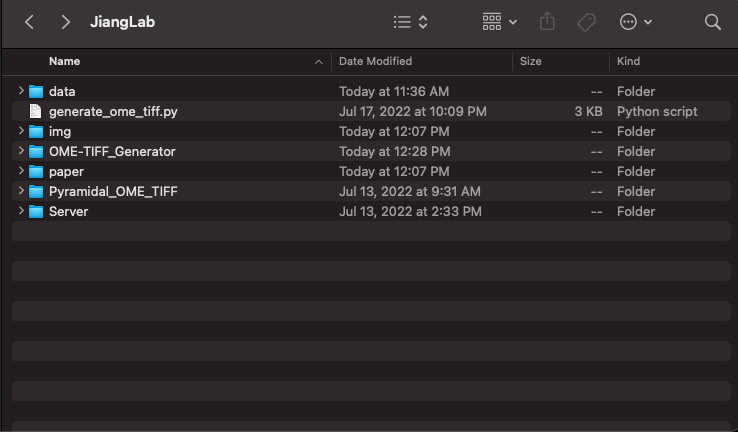 JiangLab
Name Date Modified Size Kind
data Today at 11:36 AM -- Folder
generate_ome_tiff.py Jul 17, 2022 at 10:09 PM 3 KB Python script
img Today at 12:07 PM -- Folder
OME-TIFF_Generator Today at 12:28 PM -- Folder
paper Today at 12:07 PM -- Folder
Pyramidal_OME_TIFF Jul 13, 2022 at 9:31 AM -- Folder
Server Jul 13, 2022 at 2:33 PM -- Folder